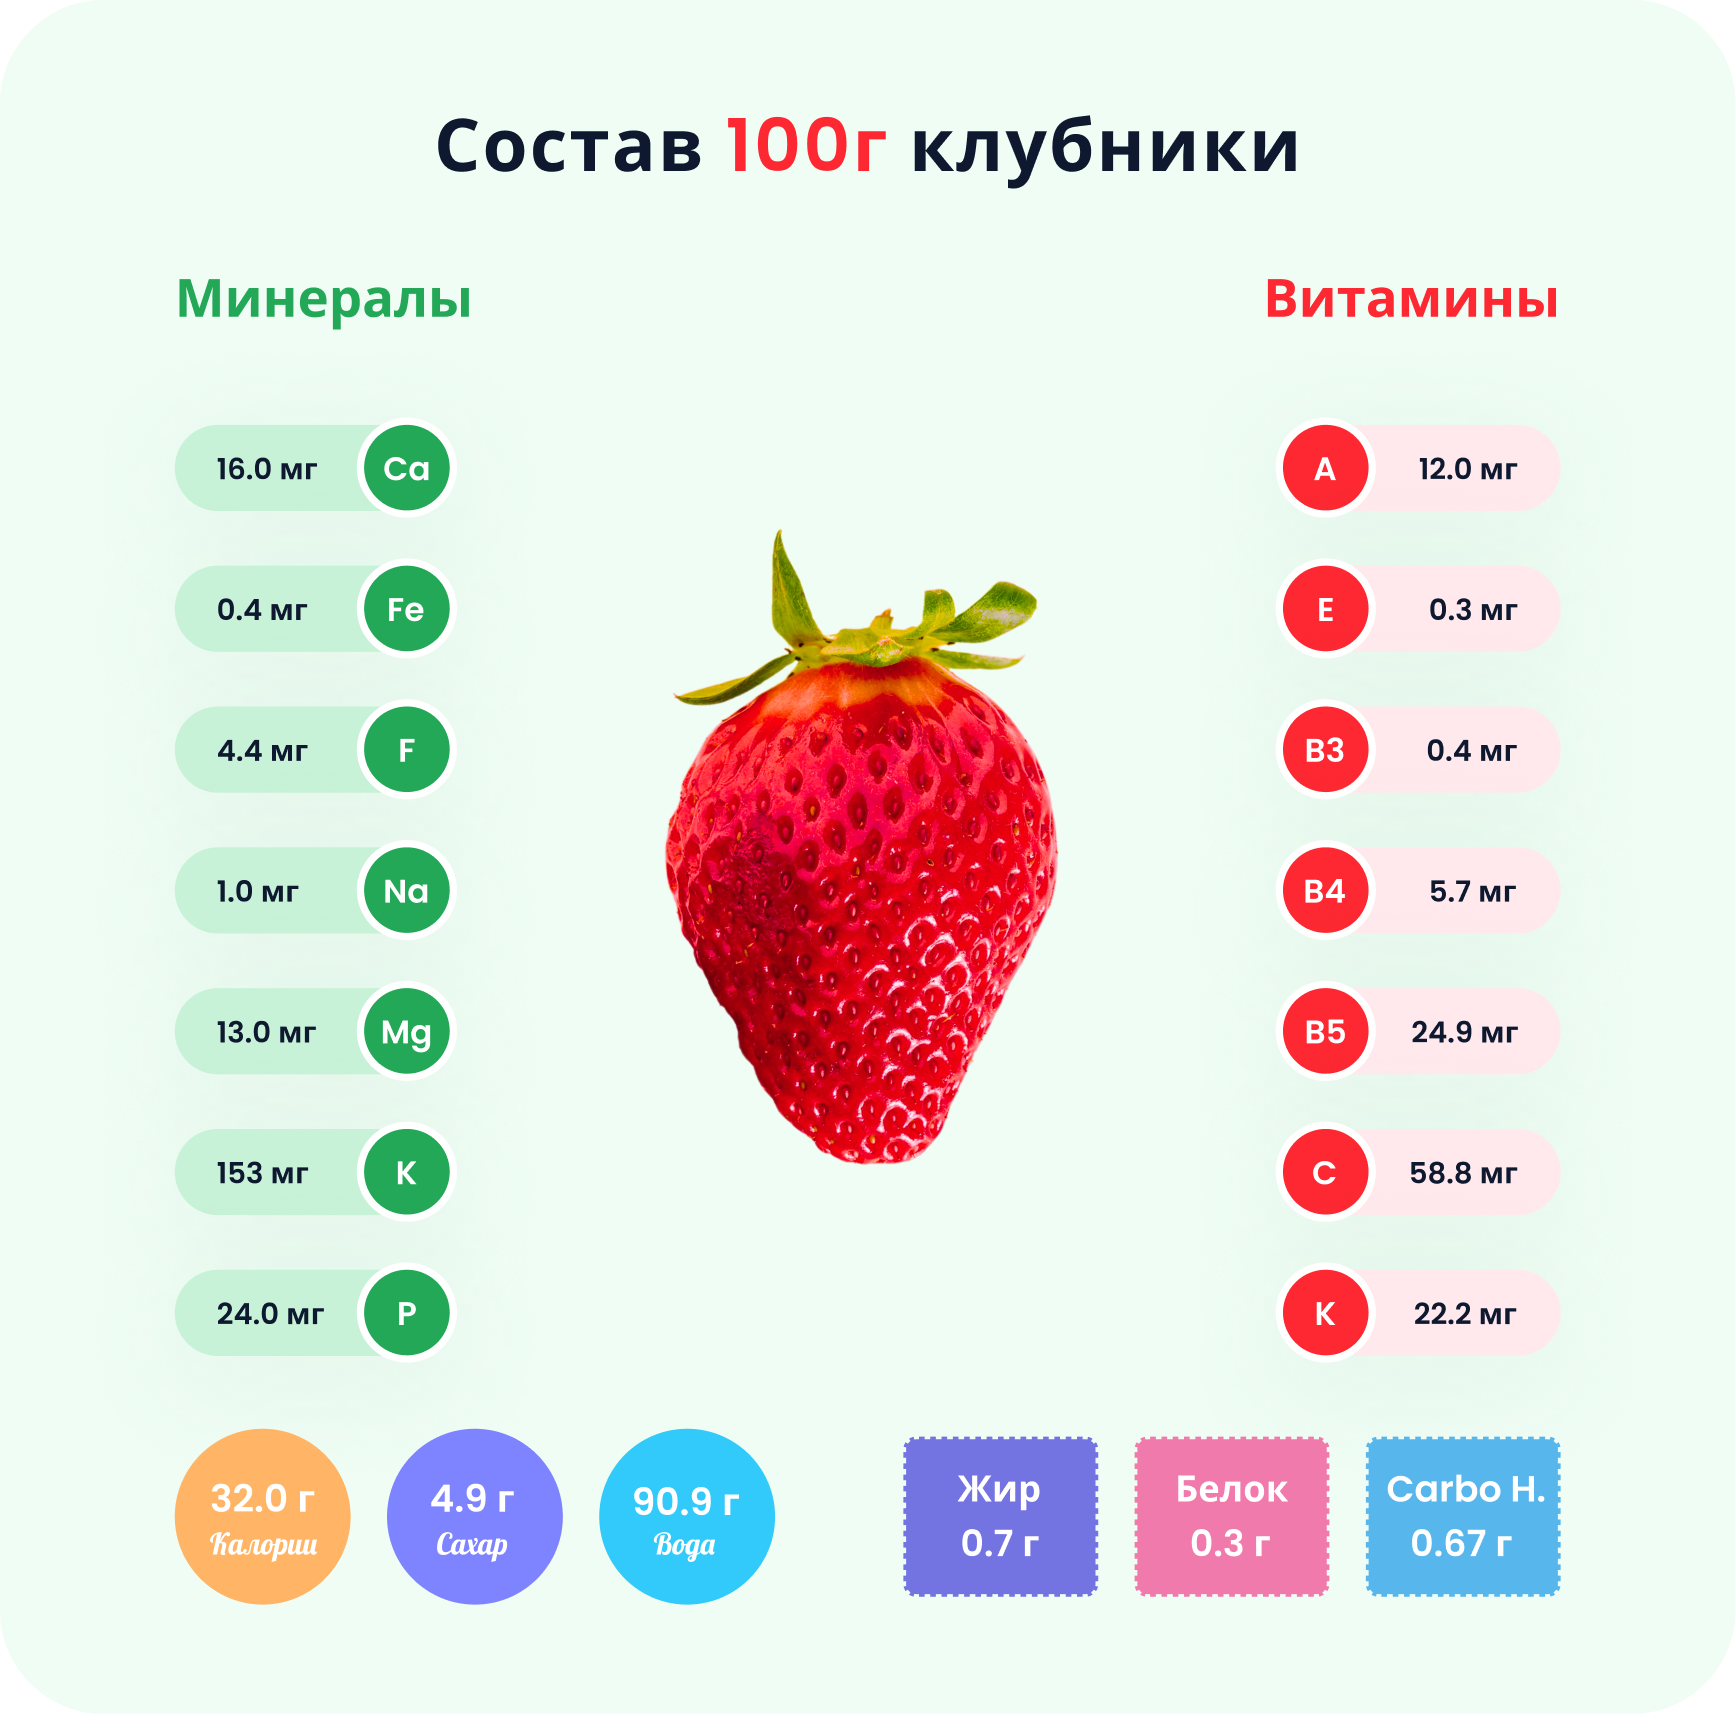 Состав 100г клубники
Минералы
16.0 мг Ca
0.4 мг Fe
4.4 мг F
1.0 мг Na
13.0 мг Mg
153 мг K
24.0 мг P
Витамины
A 12.0 мг
E 0.3 мг
B3 0.4 мг
B4 5.7 мг
B5 24.9 мг
C 58.8 мг
K 22.2 мг
32.0 г
Калории
4.9 г
Сахар
90.9 г
Вода
Жир
0.7 г
Белок
0.3 г
Carbo H.
0.67 г